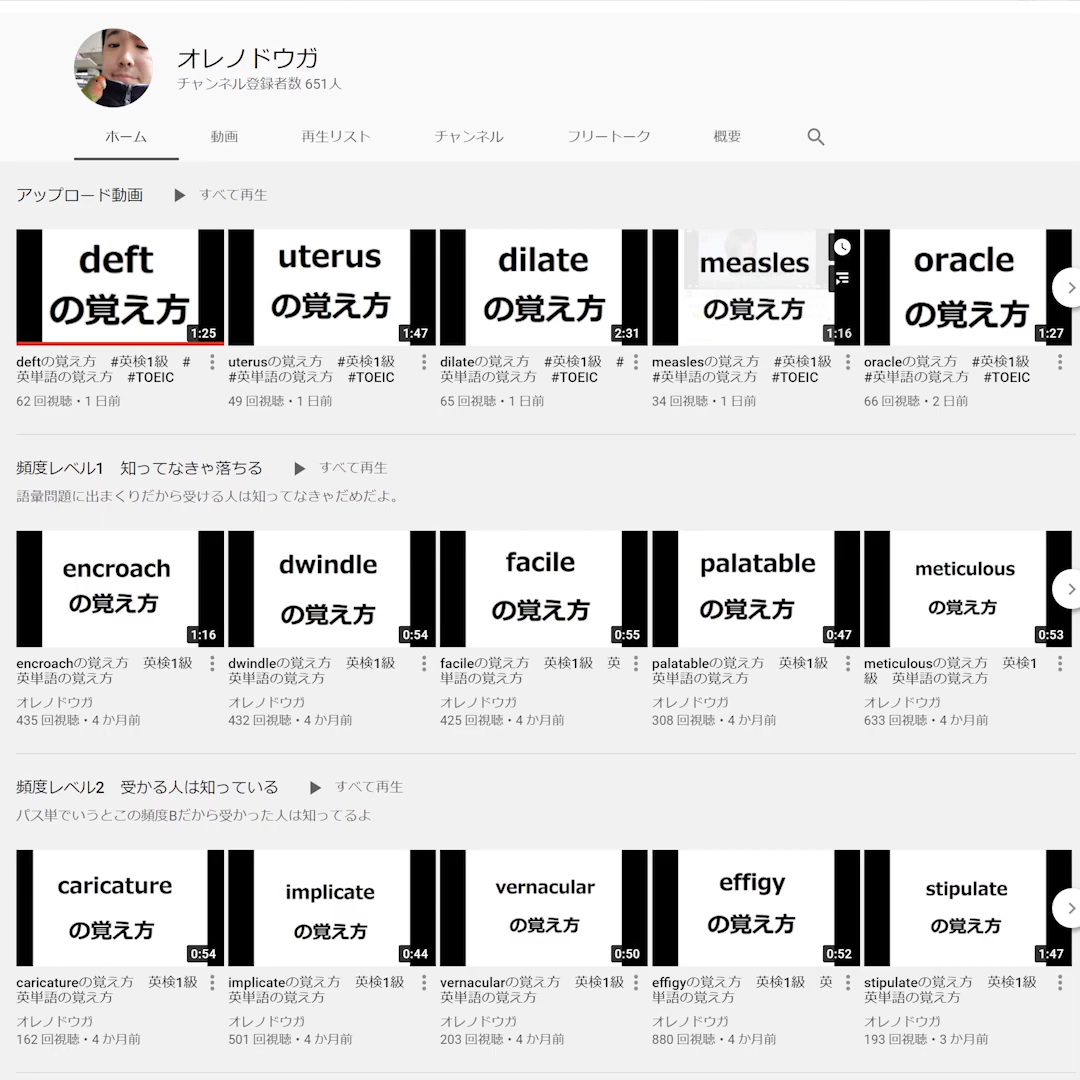 オレノドウガ
チャンネル登録者数 651人
ホーム 動画 再生リスト チャンネル フリートーク 概要
アップロード動画 すべて再生
deft uterus dilate measles oracle
の覚え方 の覚え方 の覚え方 の覚え方 の覚え方
1:25 1:47 2:31 1:16 1:27
deftの覚え方 #英検1級 # uterusの覚え方 #英検1級 dilateの覚え方 #英検1級 # measlesの覚え方 #英検1級 oracleの覚え方 #英検1級
英単語の覚え方 #TOEIC #英単語の覚え方 #TOEIC 英単語の覚え方 #TOEIC #英単語の覚え方 #TOEIC #英単語の覚え方 #TOEIC
62 回視聴・1 日前 49 回視聴・1 日前 65 回視聴・1 日前 34 回視聴・1 日前 66 回視聴・2 日前
頻度レベル1 知ってなきゃ落ちる すべて再生
語彙問題に出まくりだから受ける人は知ってなきゃだめだよ。
encroach dwindle facile palatable meticulous
の覚え方 の覚え方 の覚え方 の覚え方 の覚え方
1:16 0:54 0:55 0:47 0:53
encroachの覚え方 英検1級 dwindleの覚え方 英検1級 facileの覚え方 英検1級 英 palatableの覚え方 英検1級 meticulousの覚え方 英検1
英単語の覚え方 英単語の覚え方 単語の覚え方 英単語の覚え方 級 英単語の覚え方
オレノドウガ オレノドウガ オレノドウガ オレノドウガ オレノドウガ
435 回視聴・4 か月前 432 回視聴・4 か月前 425 回視聴・4 か月前 308 回視聴・4 か月前 633 回視聴・4 か月前
頻度レベル2 受かる人は知っている すべて再生
パス単でいうとこの頻度Bだから受かった人は知ってるよ
caricature implicate vernacular effigy stipulate
の覚え方 の覚え方 の覚え方 の覚え方 の覚え方
0:54 0:44 0:50 0:52 1:47
caricatureの覚え方 英検1級 implicateの覚え方 英検1級 vernacularの覚え方 英検1級 effigyの覚え方 英検1級 英 stipulateの覚え方 英検1級
英単語の覚え方 英単語の覚え方 英単語の覚え方 単語の覚え方 英単語の覚え方
オレノドウガ オレノドウガ オレノドウガ オレノドウガ オレノドウガ
162 回視聴・4 か月前 501 回視聴・4 か月前 203 回視聴・4 か月前 880 回視聴・4 か月前 193 回視聴・3 か月前